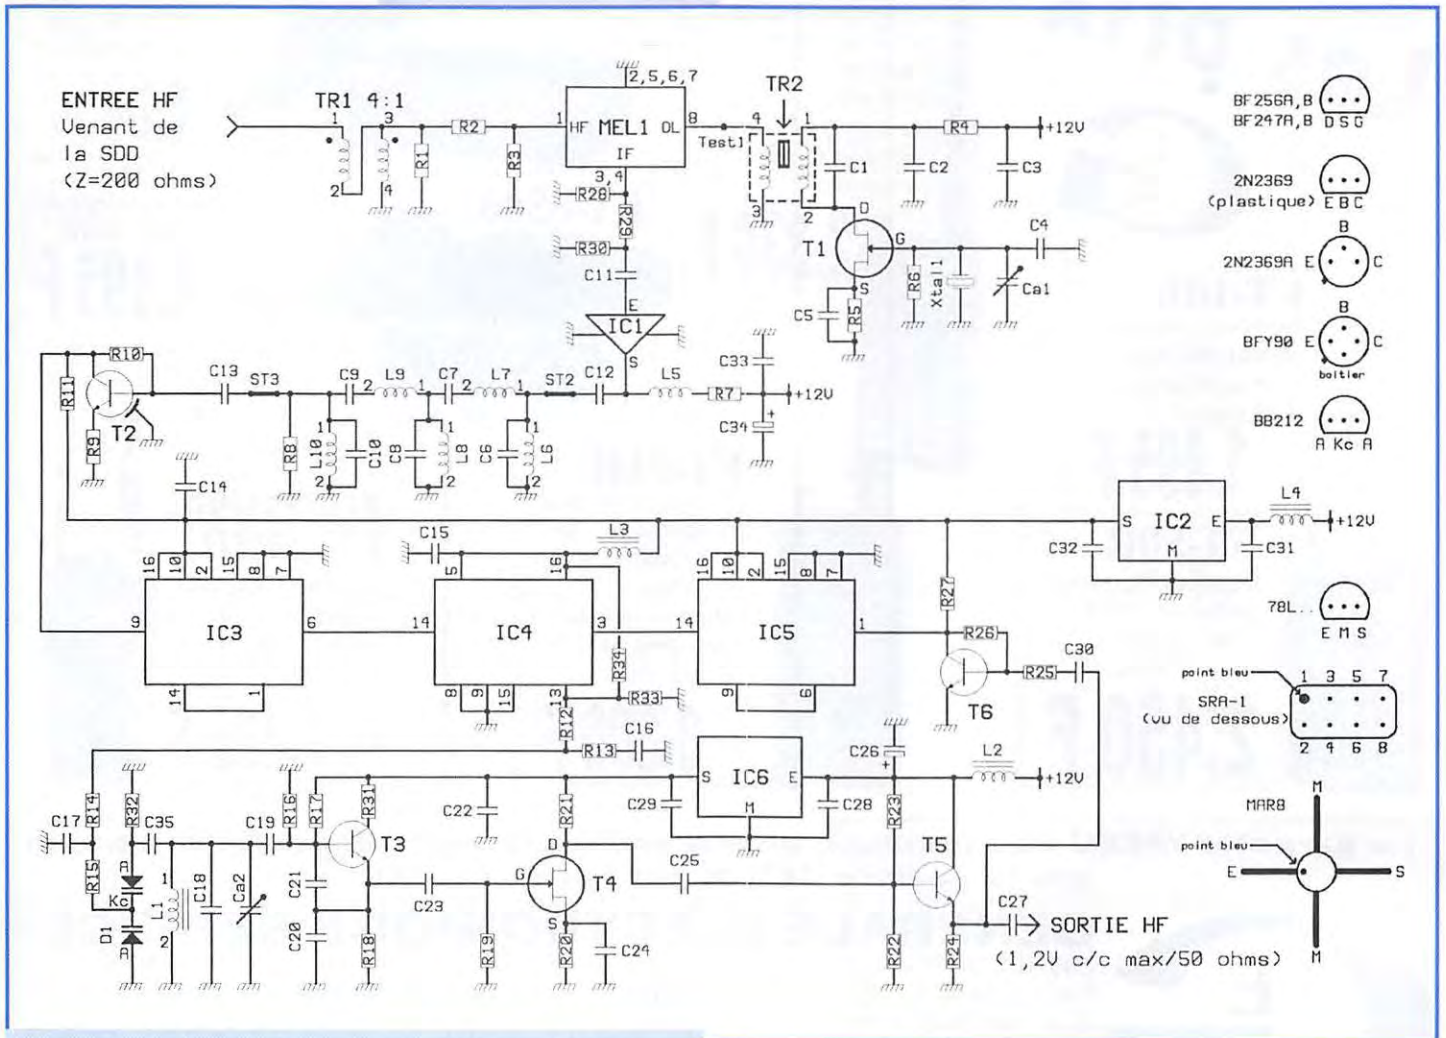 ENTREE HF
Venant de
la SDD
(Z=200 ohms)
TR1 4:1
1 3
2 4
R1
R2
R3
2,5,6,7
1 HF MEL1 OL 8
IF
3,4
Test1
TR2
4 1
3 2
C1
C2
R4
C3
+12V
D
T1 G
S
C4
R6
Xtal1
Ca1
C5
R5
R28
R29
R30
C11
E
IC1
S
R10
R11
T2
R9
C13
ST3
C9
2 L9 1
C7
2 L7 1
ST2
C12
L5
R7
C33
C34
+
+12V
R8
1 L10 2
C10
C8
1 L8 2
C6
1 L6 2
C14
C15
L3
16 10 2 15 8 7
9 IC3 6
14 1
5 16
14 IC4 3
8 9 15 13
R34
R33
R12
R13
C16
16 10 2 15 8 7
14 IC5 1
9 6
R27
R26
T6
R25
C30
C32
S IC2 E
M
C31
L4
+12V
C17
R14
R15
R32
C35
A
Kc
D1
A
1 L1 2
C18
Ca2
C19
R16
R17
R31
T3
C21
C20
R18
C23
C22
R19
R21
D
G T4
S
R20
C24
C25
C29
S IC6 E
M
C28
C26
+
R23
L2
+12V
T5
R22
R24
C27
SORTIE HF
(1,2V c/c max/50 ohms)
BF256A,B
BF247A,B D S G
2N2369
(plastique) E B C
B
2N2369A E C
B
BFY90 E C
boitier
BB212
A Kc A
78L..
E M S
point bleu 1 3 5 7
SRA-1
(vu de dessous)
2 4 6 8
M
MAR8
point bleu
E S
M